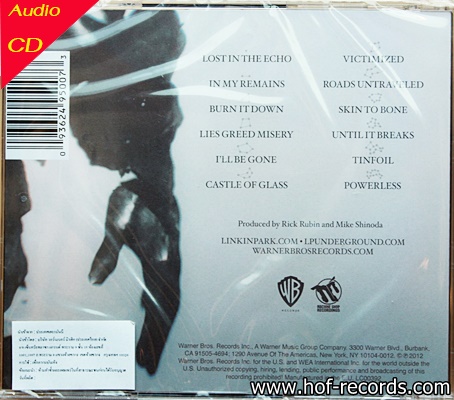 Audio
CD
0 93624 95007 3
LOST IN THE ECHO
IN MY REMAINS
BURN IT DOWN
LIES GREED MISERY
I'LL BE GONE
CASTLE OF GLASS
VICTIMIZED
ROADS UNTRAVELED
SKIN TO BONE
UNTIL IT BREAKS
TINFOIL
POWERLESS
Produced by Rick Rubin and Mike Shinoda
LINKINPARK.COM • LPUNDERGROUND.COM
WARNERBROSRECORDS.COM
Warner Bros. Records Inc., A Warner Music Group Company, 3300 Warner Blvd., Burbank,
CA 91505-4694; 1290 Avenue Of The Americas, New York, NY 10104-0012. ℗ © 2012
Warner Bros. Records Inc. for the U.S. and WEA International Inc. for the world outside the
U.S. Unauthorized copying, hiring, lending, public performance and broadcasting of
this recording prohibited!
www.hof-records.com